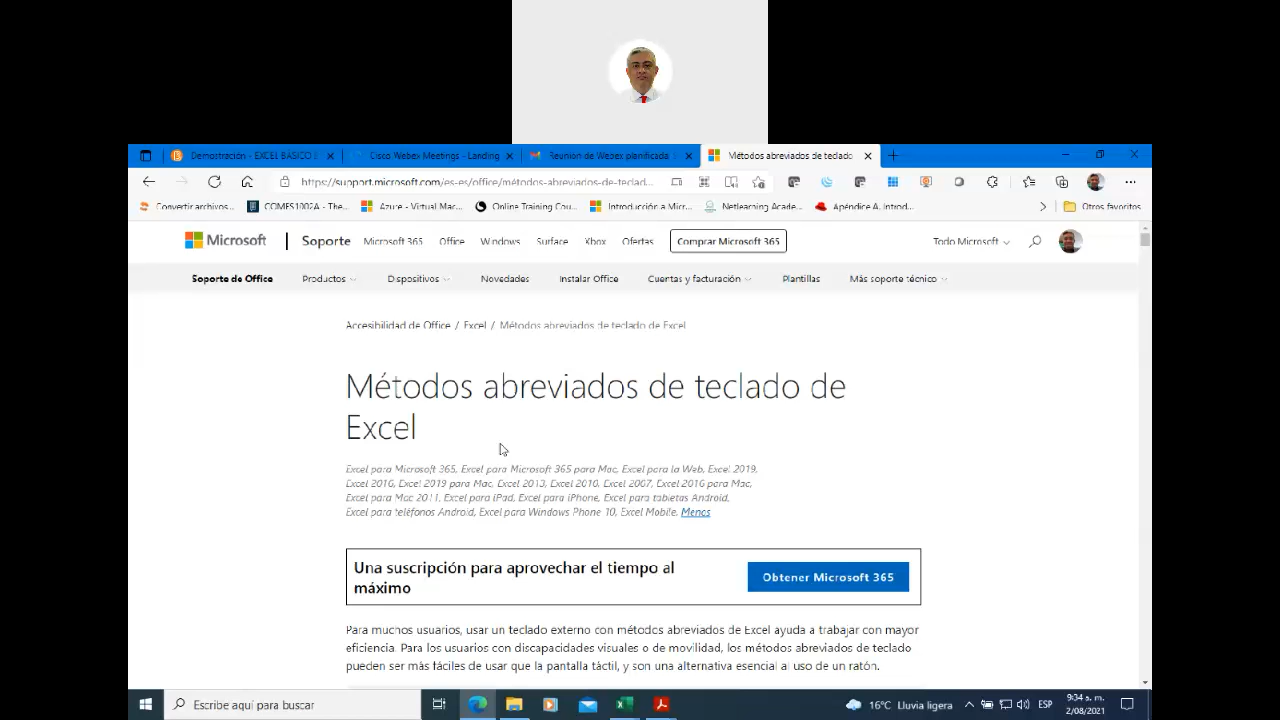 Demostración - EXCEL BÁSICO
Cisco Webex Meetings - Landing
Reunión de Webex planificada
Métodos abreviados de teclado
https://support.microsoft.com/es-es/office/métodos-abreviados-de-teclad...
Convertir archivos...
COMES1002A - The...
Azure - Virtual Mac...
Online Training Cou...
Introducción a Micr...
Netlearning Acade...
Apéndice A. Introd...
Otros favoritos
Microsoft
Soporte
Microsoft 365
Office
Windows
Surface
Xbox
Ofertas
Comprar Microsoft 365
Todo Microsoft
Soporte de Office
Productos
Dispositivos
Novedades
Instalar Office
Cuentas y facturación
Plantillas
Más soporte técnico
Accesibilidad de Office / Excel / Métodos abreviados de teclado de Excel
Métodos abreviados de teclado de
Excel
Excel para Microsoft 365, Excel para Microsoft 365 para Mac, Excel para la Web, Excel 2019,
Excel 2016, Excel 2019 para Mac, Excel 2013, Excel 2010, Excel 2007, Excel 2016 para Mac,
Excel para Mac 2011, Excel para iPad, Excel para iPhone, Excel para tabletas Android,
Excel para teléfonos Android, Excel para Windows Phone 10, Excel Mobile. Menos
Una suscripción para aprovechar el tiempo al
máximo
Obtener Microsoft 365
Para muchos usuarios, usar un teclado externo con métodos abreviados de Excel ayuda a trabajar con mayor
eficiencia. Para los usuarios con discapacidades visuales o de movilidad, los métodos abreviados de teclado
pueden ser más fáciles de usar que la pantalla táctil, y son una alternativa esencial al uso de un ratón.
Escribe aquí para buscar
16°C Lluvia ligera
ESP
9:34 a. m.
2/08/2021